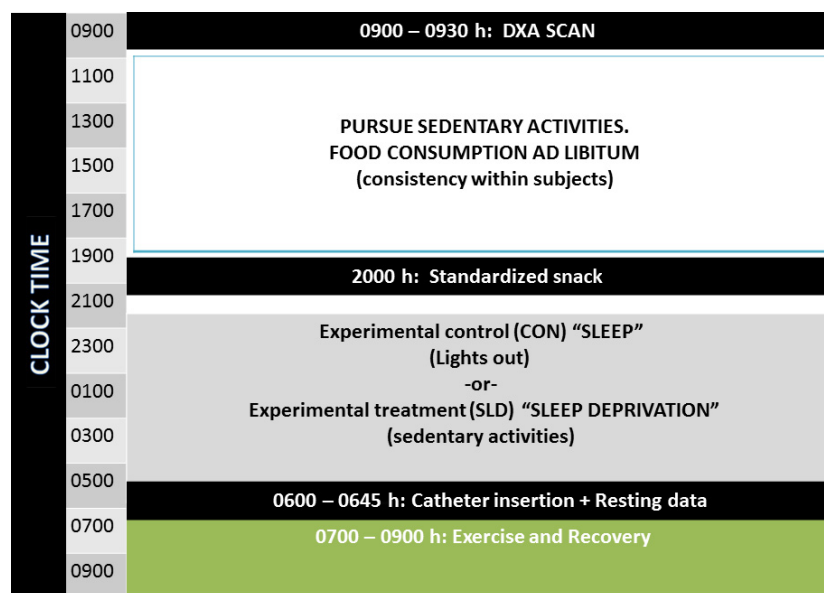 CLOCK TIME
0900
1100
1300
1500
1700
1900
2100
2300
0100
0300
0500
0700
0900
0900 – 0930 h: DXA SCAN
PURSUE SEDENTARY ACTIVITIES.
FOOD CONSUMPTION AD LIBITUM
(consistency within subjects)
2000 h: Standardized snack
Experimental control (CON) “SLEEP”
(Lights out)
-or-
Experimental treatment (SLD) “SLEEP DEPRIVATION”
(sedentary activities)
0600 – 0645 h: Catheter insertion + Resting data
0700 – 0900 h: Exercise and Recovery